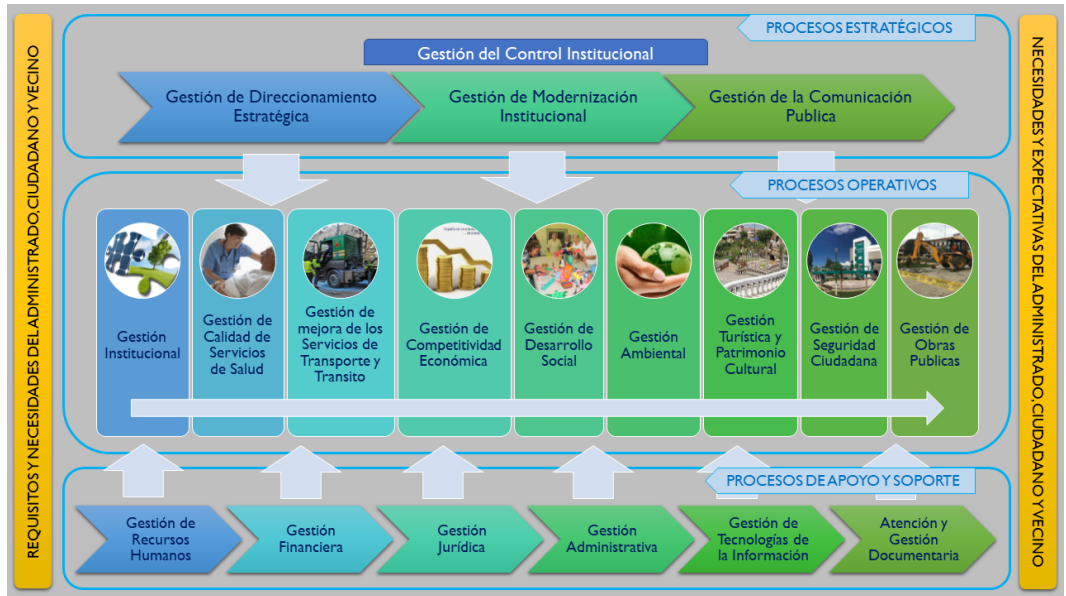 REQUISITOS Y NECESIDADES DEL ADMINISTRADO, CIUDADANO Y VECINO
PROCESOS ESTRATÉGICOS
Gestión del Control Institucional
Gestión de Direccionamiento
Estratégica
Gestión de Modernización
Institucional
Gestión de la Comunicación
Publica
PROCESOS OPERATIVOS
Gestión
Institucional
Gestión de
Calidad de
Servicios
de Salud
Gestión de
mejora de los
Servicios de
Transporte y
Transito
Gestión de
Competitividad
Económica
Gestión de
Desarrollo
Social
Gestión
Ambiental
Gestión
Turística y
Patrimonio
Cultural
Gestión de
Seguridad
Ciudadana
Gestión de
Obras
Publicas
PROCESOS DE APOYO Y SOPORTE
Gestión de
Recursos
Humanos
Gestión
Financiera
Gestión
Jurídica
Gestión
Administrativa
Gestión de
Tecnologías de
la Información
Atención y
Gestión
Documentaria
NECESIDADES Y EXPECTATIVAS DEL ADMINISTRADO, CIUDADANO Y VECINO